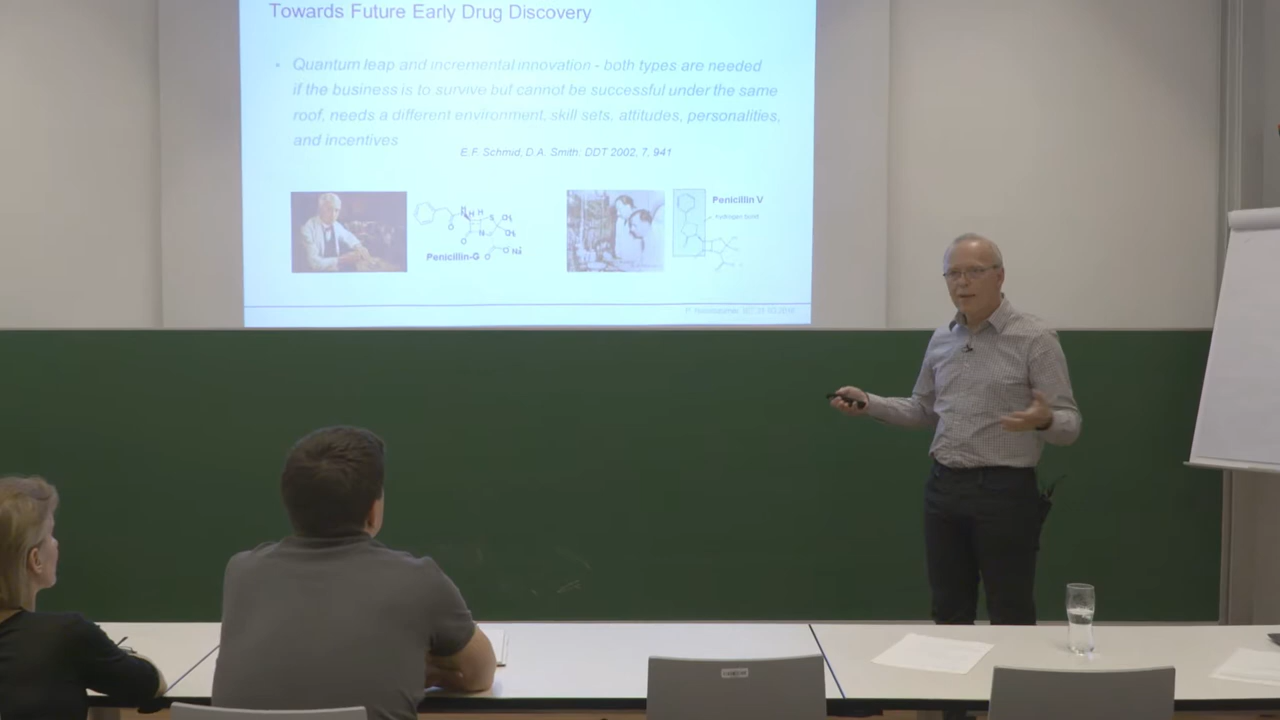 Towards Future Early Drug Discovery
• Quantum leap and incremental innovation - both types are needed
if the business is to survive but cannot be successful under the same
roof, needs a different environment, skill sets, attitudes, personalities,
and incentives
E.F. Schmid, D.A. Smith: DDT 2002, 7, 941
Penicillin-G
Penicillin V